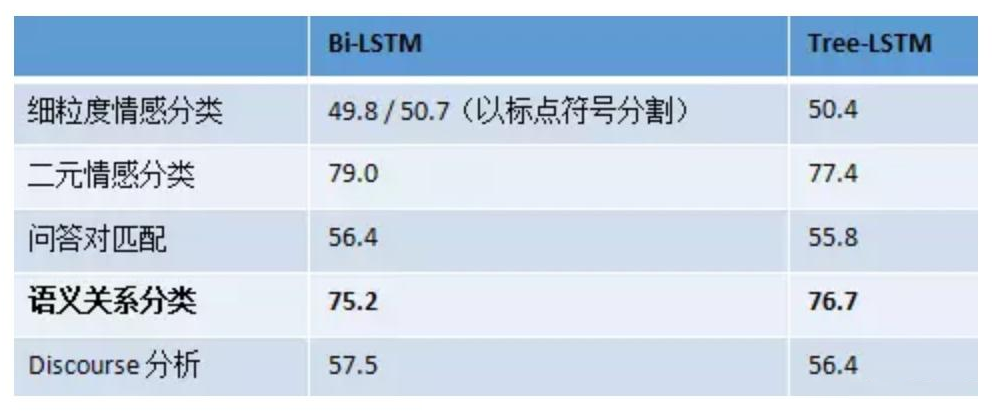 Bi-LSTM Tree-LSTM
细粒度情感分类 49.8 / 50.7（以标点符号分割） 50.4
二元情感分类 79.0 77.4
问答对匹配 56.4 55.8
语义关系分类 75.2 76.7
Discourse 分析 57.5 56.4